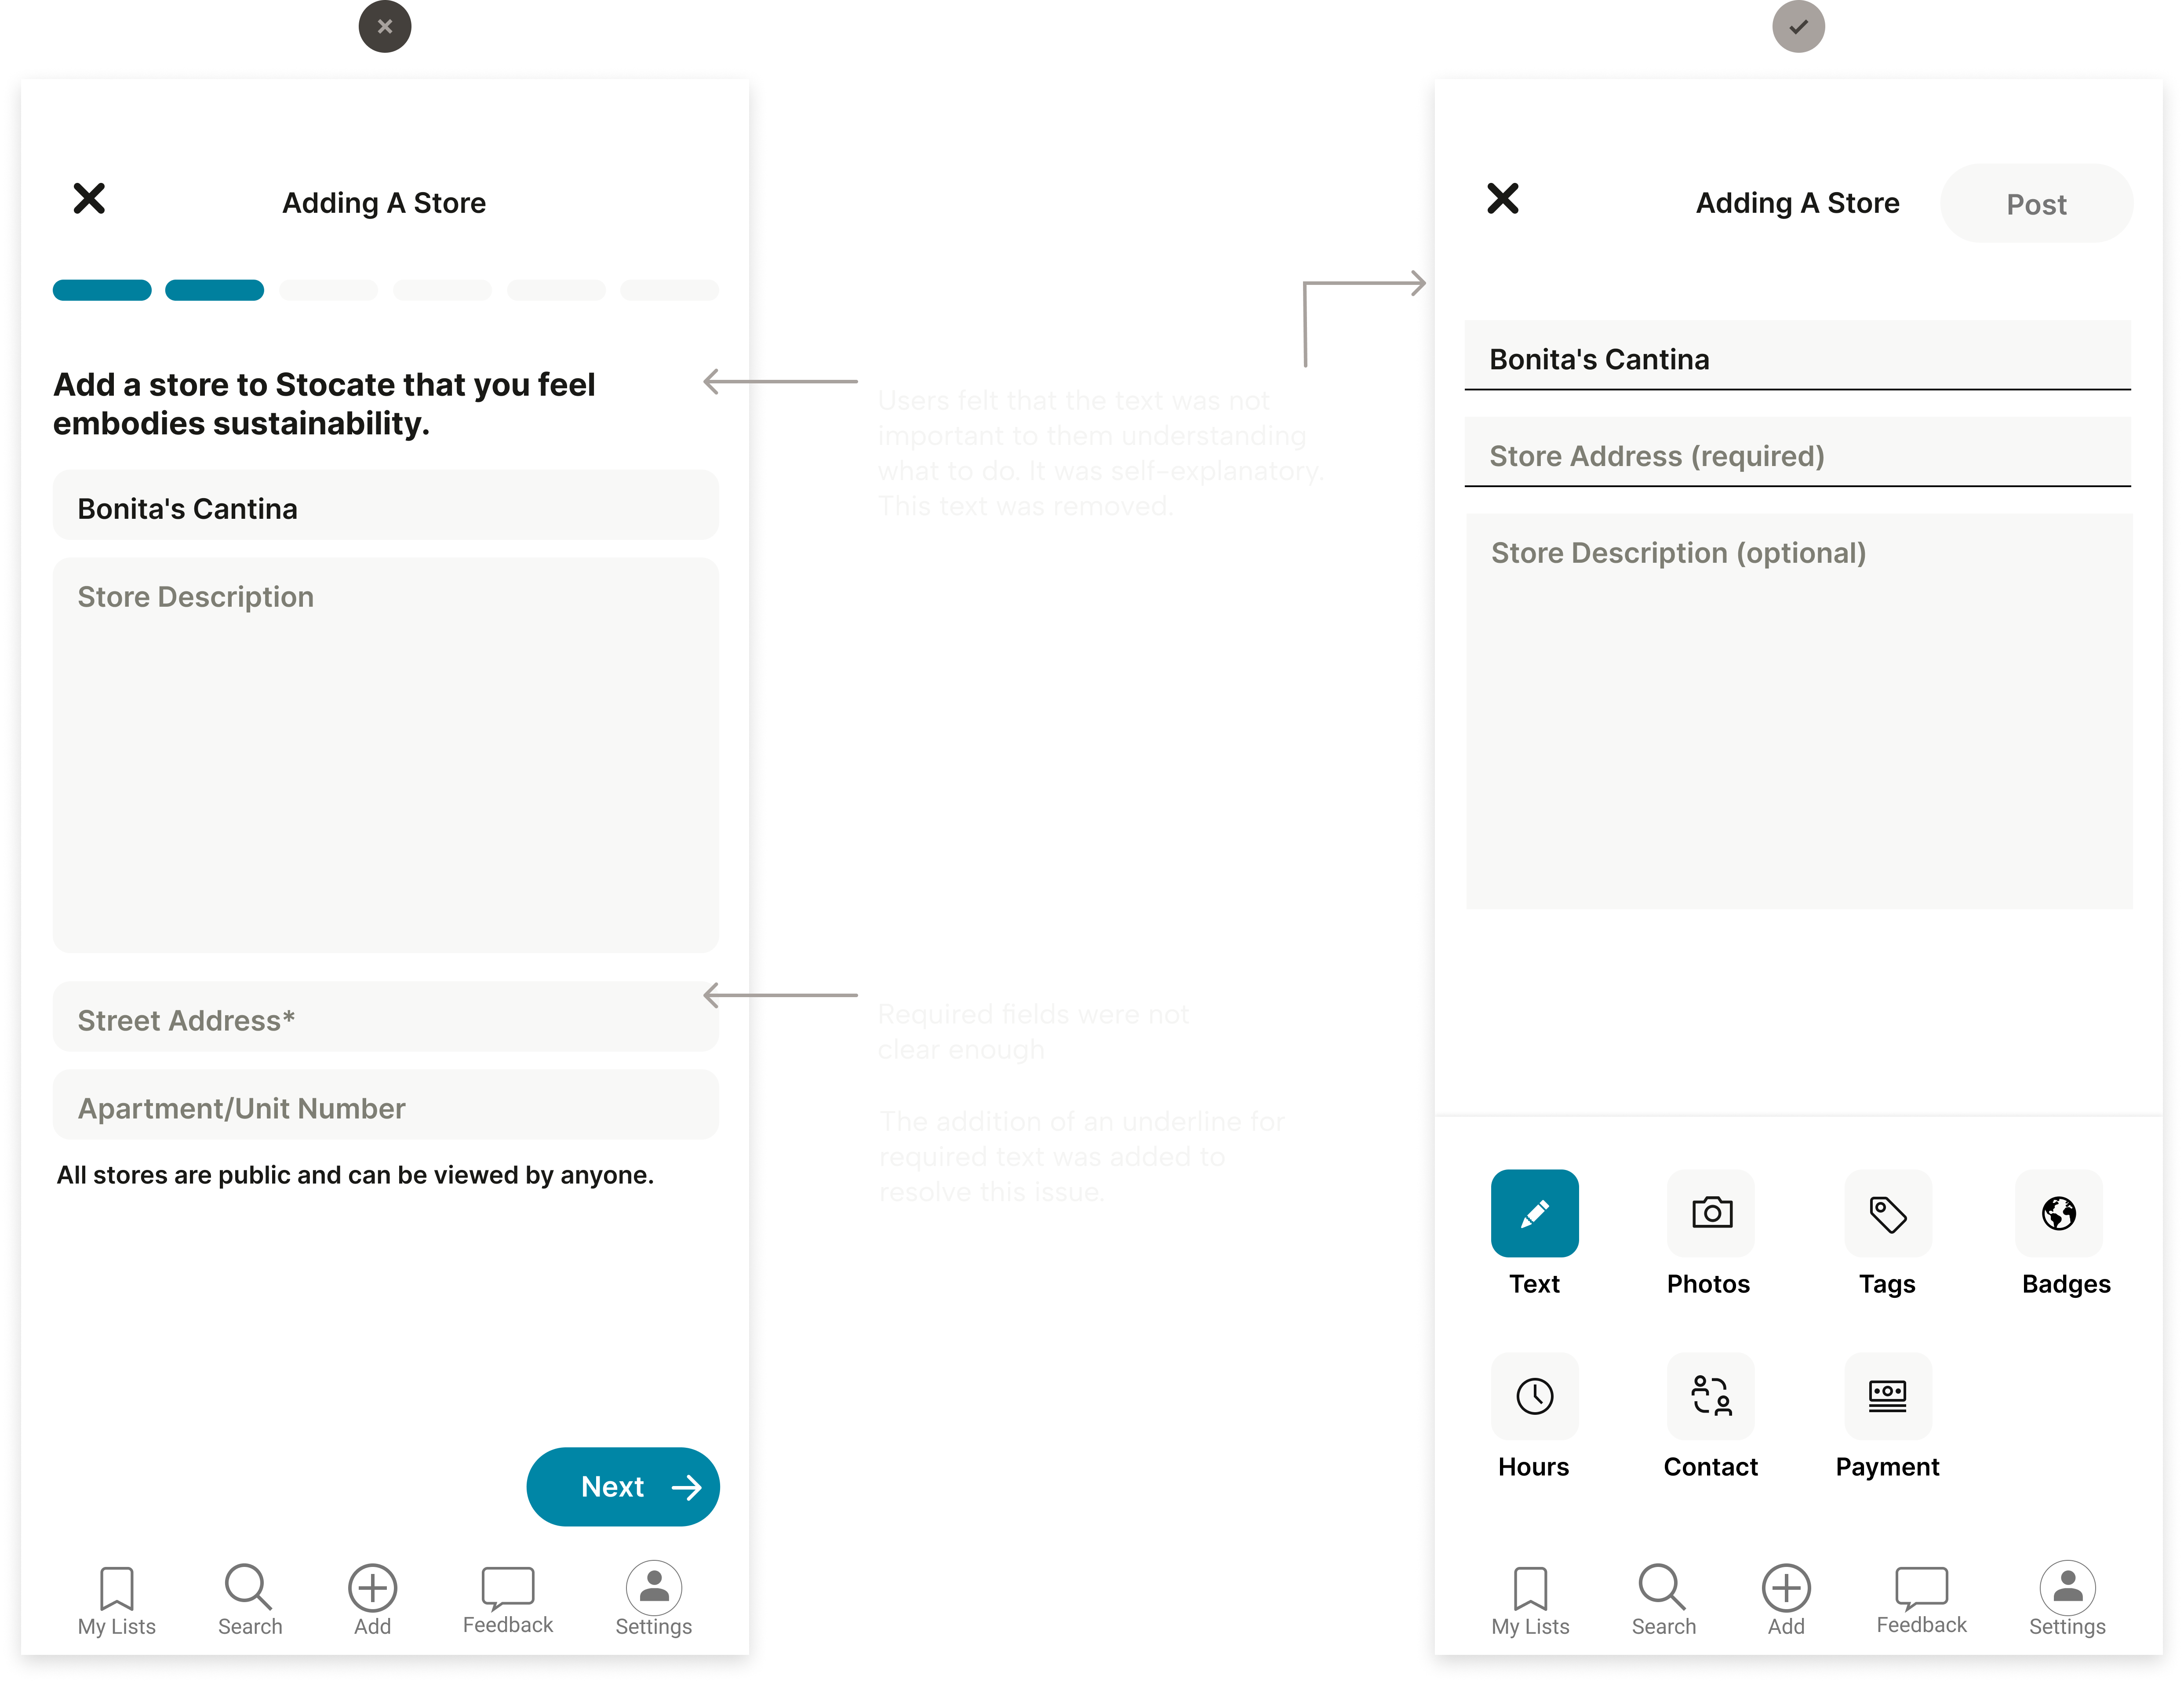 Adding A Store
Add a store to Stocate that you feel
embodies sustainability.
Bonita's Cantina
Store Description
Street Address*
Apartment/Unit Number
All stores are public and can be viewed by anyone.
Next
My Lists
Search
Add
Feedback
Settings
Users felt that the text was not
important to them understanding
what to do. It was self-explanatory.
This text was removed.
Required fields were not
clear enough
The addition of an underline for
required text was added to
resolve this issue.
Adding A Store
Post
Bonita's Cantina
Store Address (required)
Store Description (optional)
Text
Photos
Tags
Badges
Hours
Contact
Payment
My Lists
Search
Add
Feedback
Settings